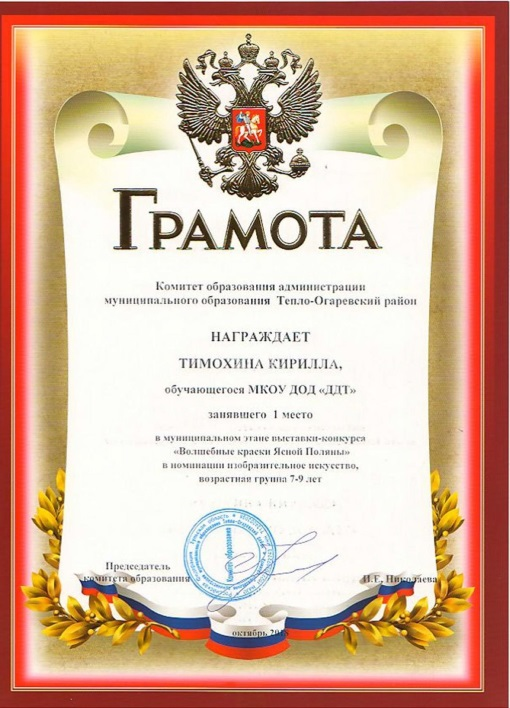 ГРАМОТА
Комитет образования администрации
муниципального образования Тепло-Огаревский район
НАГРАЖДАЕТ
ТИМОХИНА КИРИЛЛА,
обучающегося МКОУ ДОД «ДДТ»
занявшего 1 место
в муниципальном этапе выставки-конкурса
«Волшебные краски Ясной Поляны»
в номинации изобразительное искусство,
возрастная группа 7-9 лет
Комитет образования
Председатель
комитета образования
И.Е. Николаева
октябрь